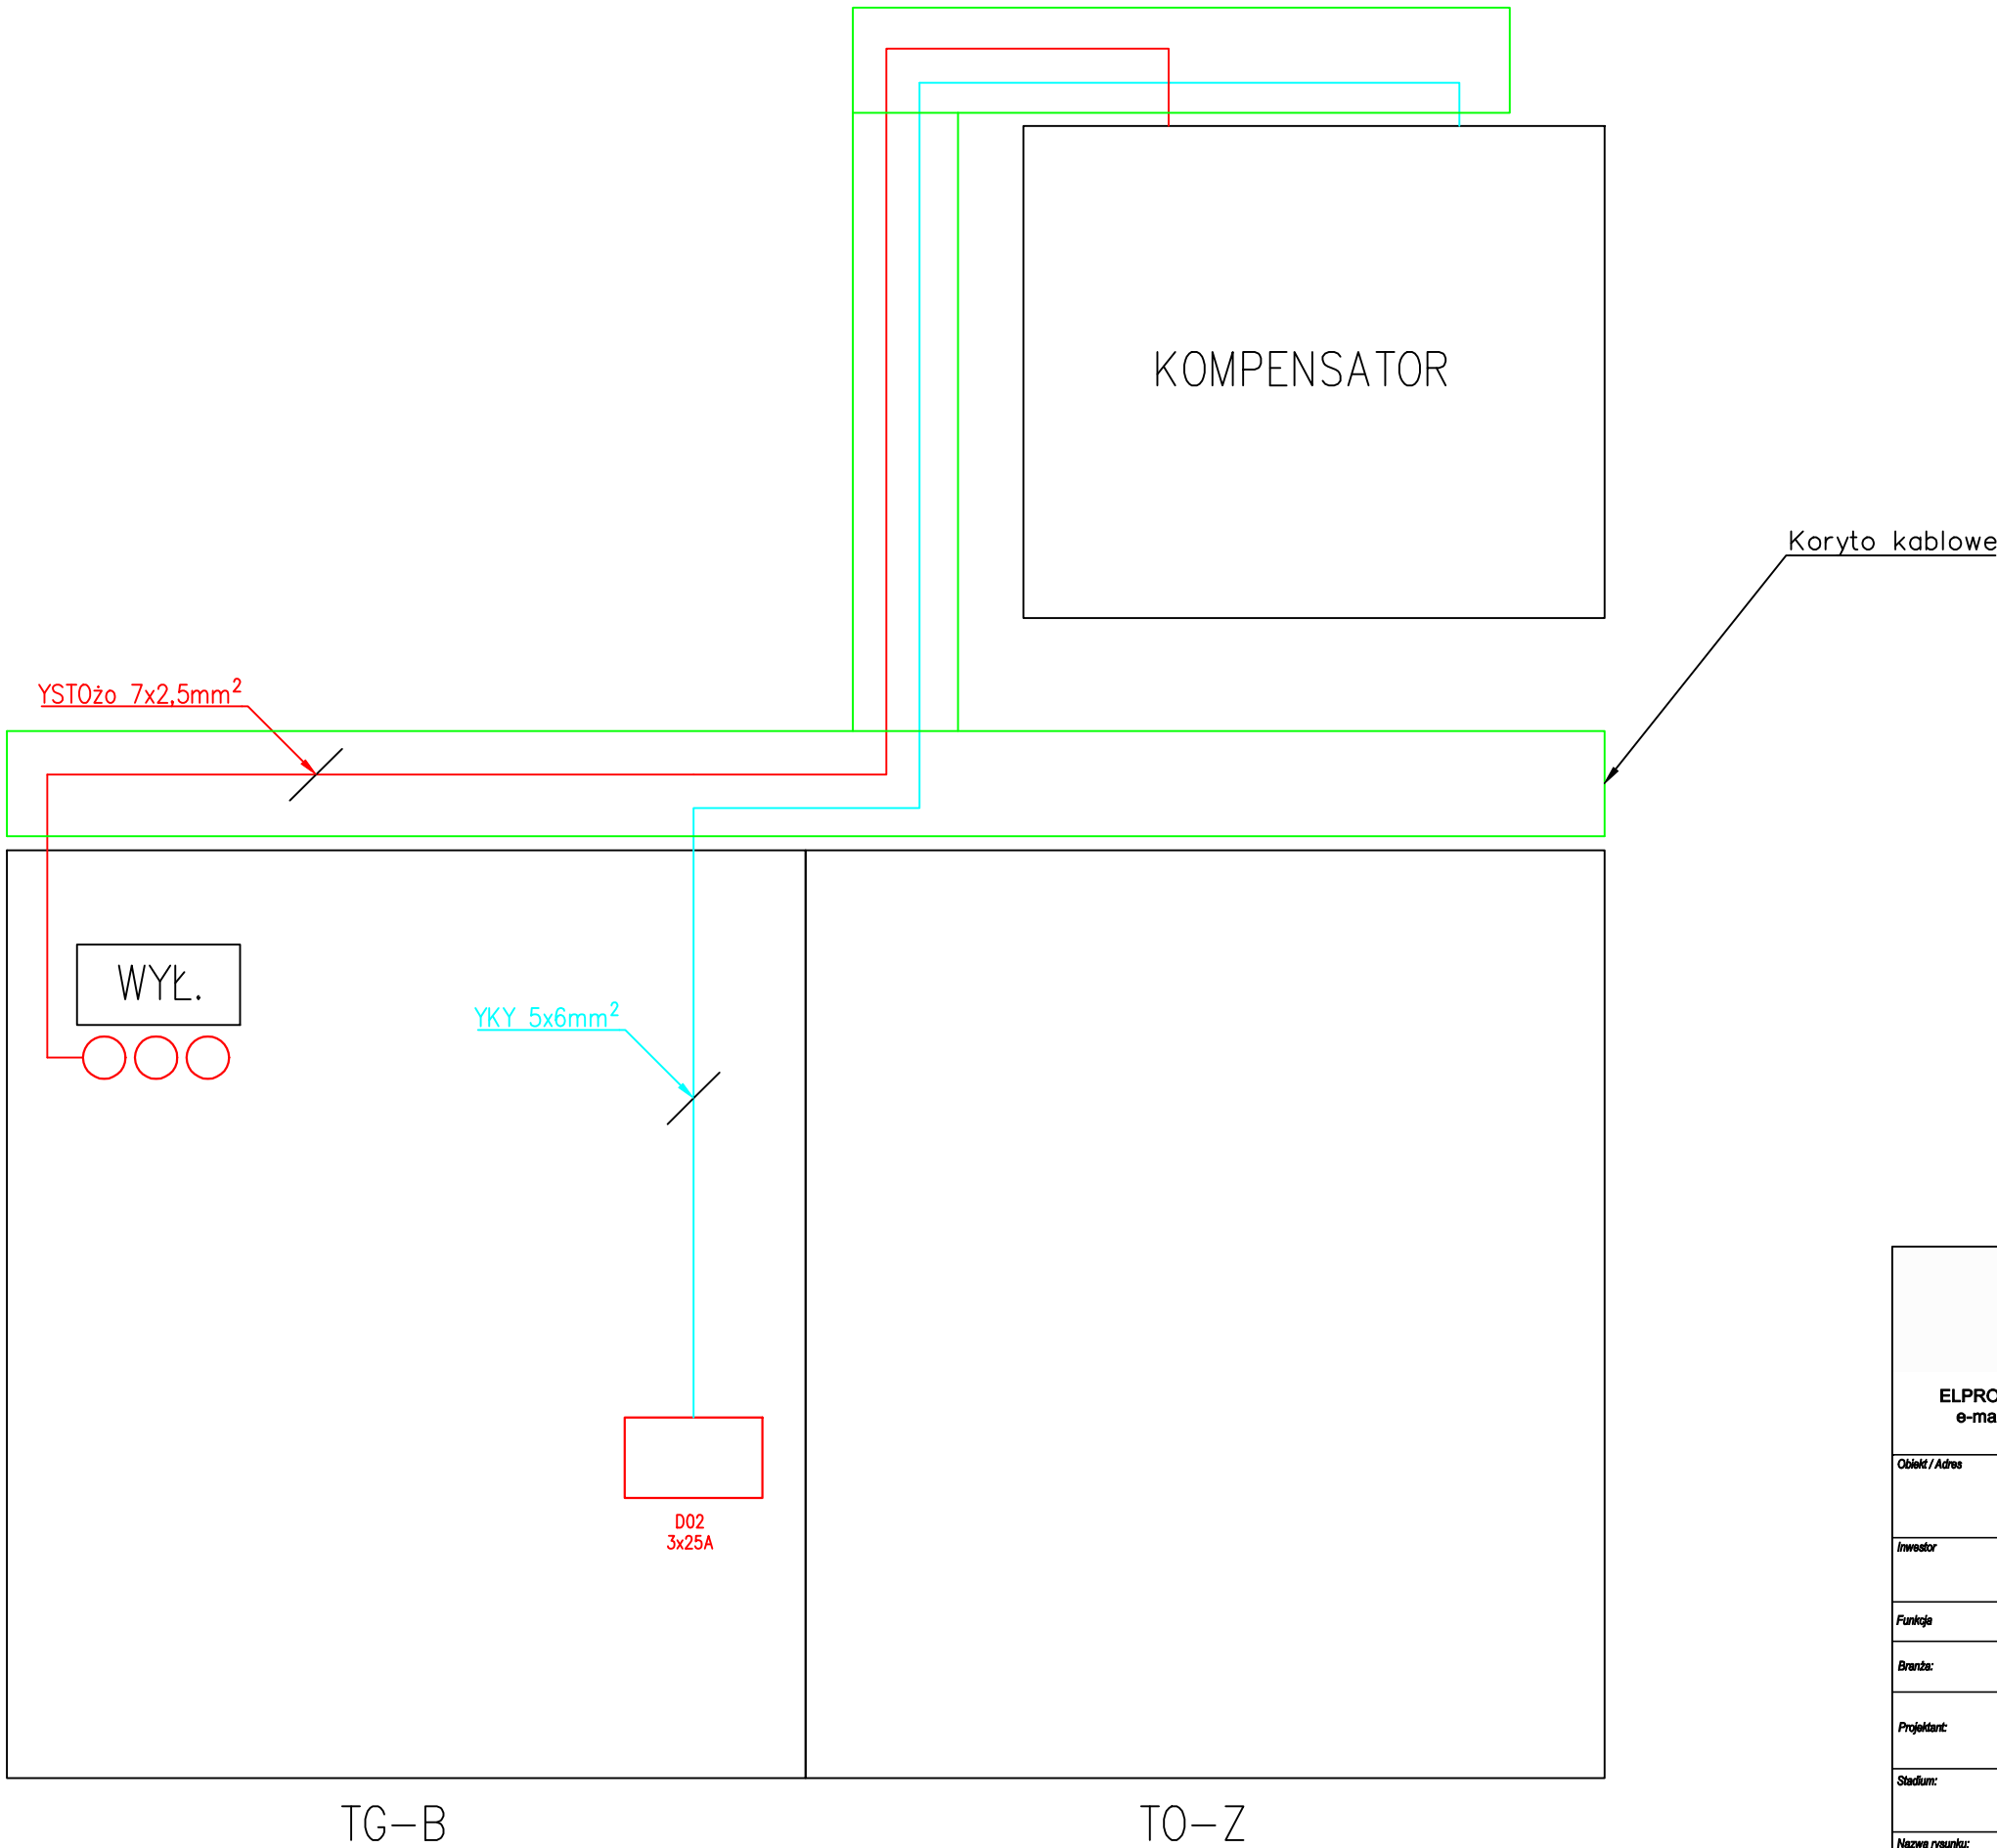 KOMPENSATOR
Koryto kablowe
YSTOżo 7x2,5mm²
WYŁ.
YKY 5x6mm²
D02
3x25A
TG-B
TO-Z
ELPRO
e-ma
Obiekt / Adres
Inwestor
Funkcja
Branża:
Projektant:
Stadium:
Nazwa rysunku: